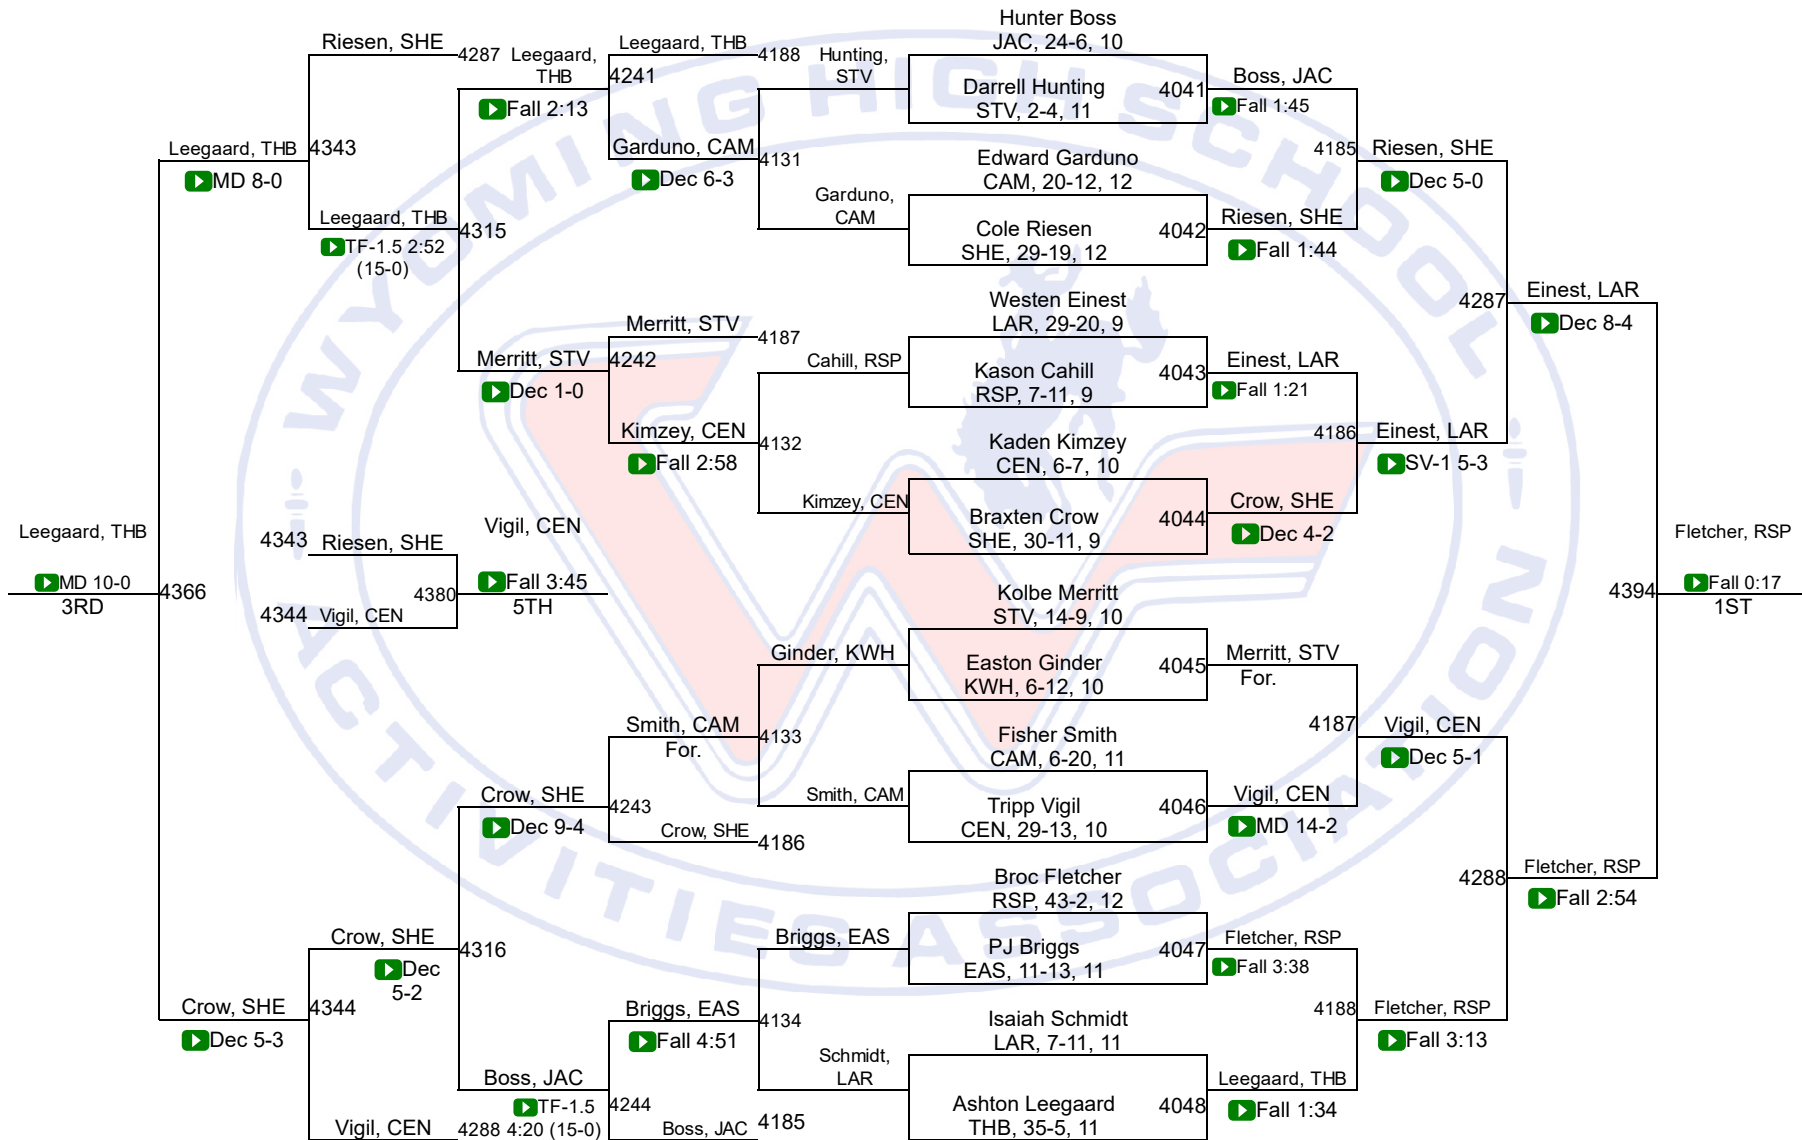 Hunter Boss
JAC, 24-6, 10
Riesen, SHE
4287
Leegaard,
THB
Leegaard, THB
4188
Hunting,
STV
4241
Darrell Hunting
STV, 2-4, 11
4041
Boss, JAC
Fall 1:45
Fall 2:13
Leegaard, THB
4343
MD 8-0
Garduno, CAM
4131
Dec 6-3
Edward Garduno
CAM, 20-12, 12
4185
Riesen, SHE
Dec 5-0
Garduno,
CAM
Leegaard, THB
4315
TF-1.5 2:52
(15-0)
Cole Riesen
SHE, 29-19, 12
4042
Riesen, SHE
Fall 1:44
Westen Einest
LAR, 29-20, 9
4287
Einest, LAR
Dec 8-4
Merritt, STV
4187
Merritt, STV
4242
Dec 1-0
Cahill, RSP
Kason Cahill
RSP, 7-11, 9
4043
Einest, LAR
Fall 1:21
Kimzey, CEN
4132
Fall 2:58
Kaden Kimzey
CEN, 6-7, 10
4186
Einest, LAR
SV-1 5-3
Kimzey, CEN
Braxten Crow
SHE, 30-11, 9
4044
Crow, SHE
Dec 4-2
Leegaard, THB
4343
Riesen, SHE
Vigil, CEN
Fletcher, RSP
MD 10-0
3RD
4366
4380
Fall 3:45
5TH
4344
Vigil, CEN
Kolbe Merritt
STV, 14-9, 10
4394
Fall 0:17
1ST
Ginder, KWH
Easton Ginder
KWH, 6-12, 10
4045
Merritt, STV
For.
Smith, CAM
For.
4133
Fisher Smith
CAM, 6-20, 11
4187
Vigil, CEN
Dec 5-1
Crow, SHE
4243
Dec 9-4
Smith, CAM
Tripp Vigil
CEN, 29-13, 10
4046
Vigil, CEN
MD 14-2
Crow, SHE
4186
Broc Fletcher
RSP, 43-2, 12
4288
Fletcher, RSP
Fall 2:54
Crow, SHE
4316
Dec
5-2
Briggs, EAS
PJ Briggs
EAS, 11-13, 11
4047
Fletcher, RSP
Fall 3:38
Crow, SHE
4344
Dec 5-3
Briggs, EAS
4134
Fall 4:51
Isaiah Schmidt
LAR, 7-11, 11
4188
Fletcher, RSP
Fall 3:13
Schmidt,
LAR
Boss, JAC
4244
TF-1.5
4:20 (15-0)
Ashton Leegaard
THB, 35-5, 11
4048
Leegaard, THB
Fall 1:34
Vigil, CEN
4288
Boss, JAC
4185
WYOMING HIGH SCHOOL
ACTIVITIES ASSOCIATION